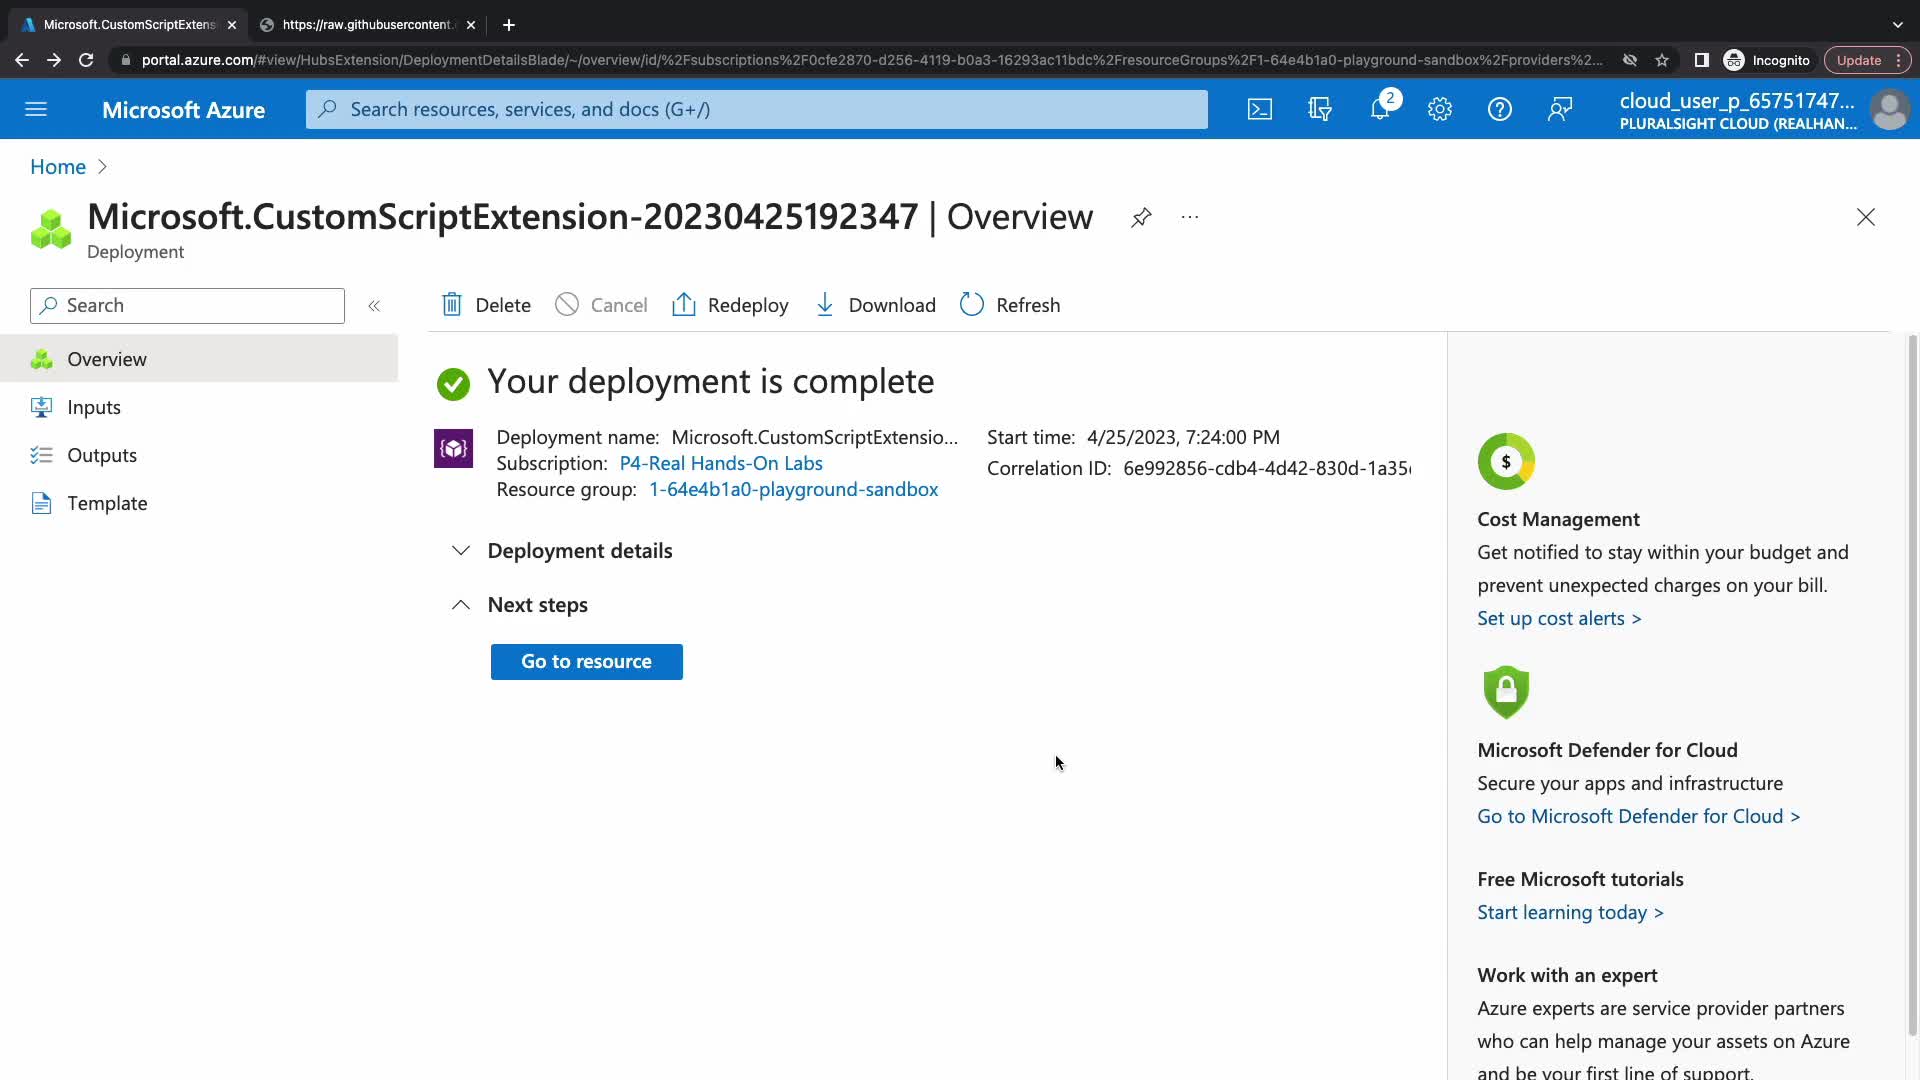 Microsoft.CustomScriptExtens
https://raw.githubusercontent.
portal.azure.com/#view/HubsExtension/DeploymentDetailsBlade/~/overview/id/%2Fsubscriptions%2F0cfe2870-d256-4119-b0a3-16293ac11bdc%2FresourceGroups%2F1-64e4b1a0-playground-sandbox%2Fproviders%2...
Incognito
Update
Microsoft Azure
Search resources, services, and docs (G+/)
2
cloud_user_p_65751747...
PLURALSIGHT CLOUD (REALHAN...
Home >
Microsoft.CustomScriptExtension-20230425192347 | Overview
Deployment
Search
Delete
Cancel
Redeploy
Download
Refresh
Overview
Inputs
Outputs
Template
Your deployment is complete
Deployment name: Microsoft.CustomScriptExtensio...
Subscription: P4-Real Hands-On Labs
Resource group: 1-64e4b1a0-playground-sandbox
Start time: 4/25/2023, 7:24:00 PM
Correlation ID: 6e992856-cdb4-4d42-830d-1a35
Deployment details
Next steps
Go to resource
$
Cost Management
Get notified to stay within your budget and
prevent unexpected charges on your bill.
Set up cost alerts >
Microsoft Defender for Cloud
Secure your apps and infrastructure
Go to Microsoft Defender for Cloud >
Free Microsoft tutorials
Start learning today >
Work with an expert
Azure experts are service provider partners
who can help manage your assets on Azure
and be your first line of support.